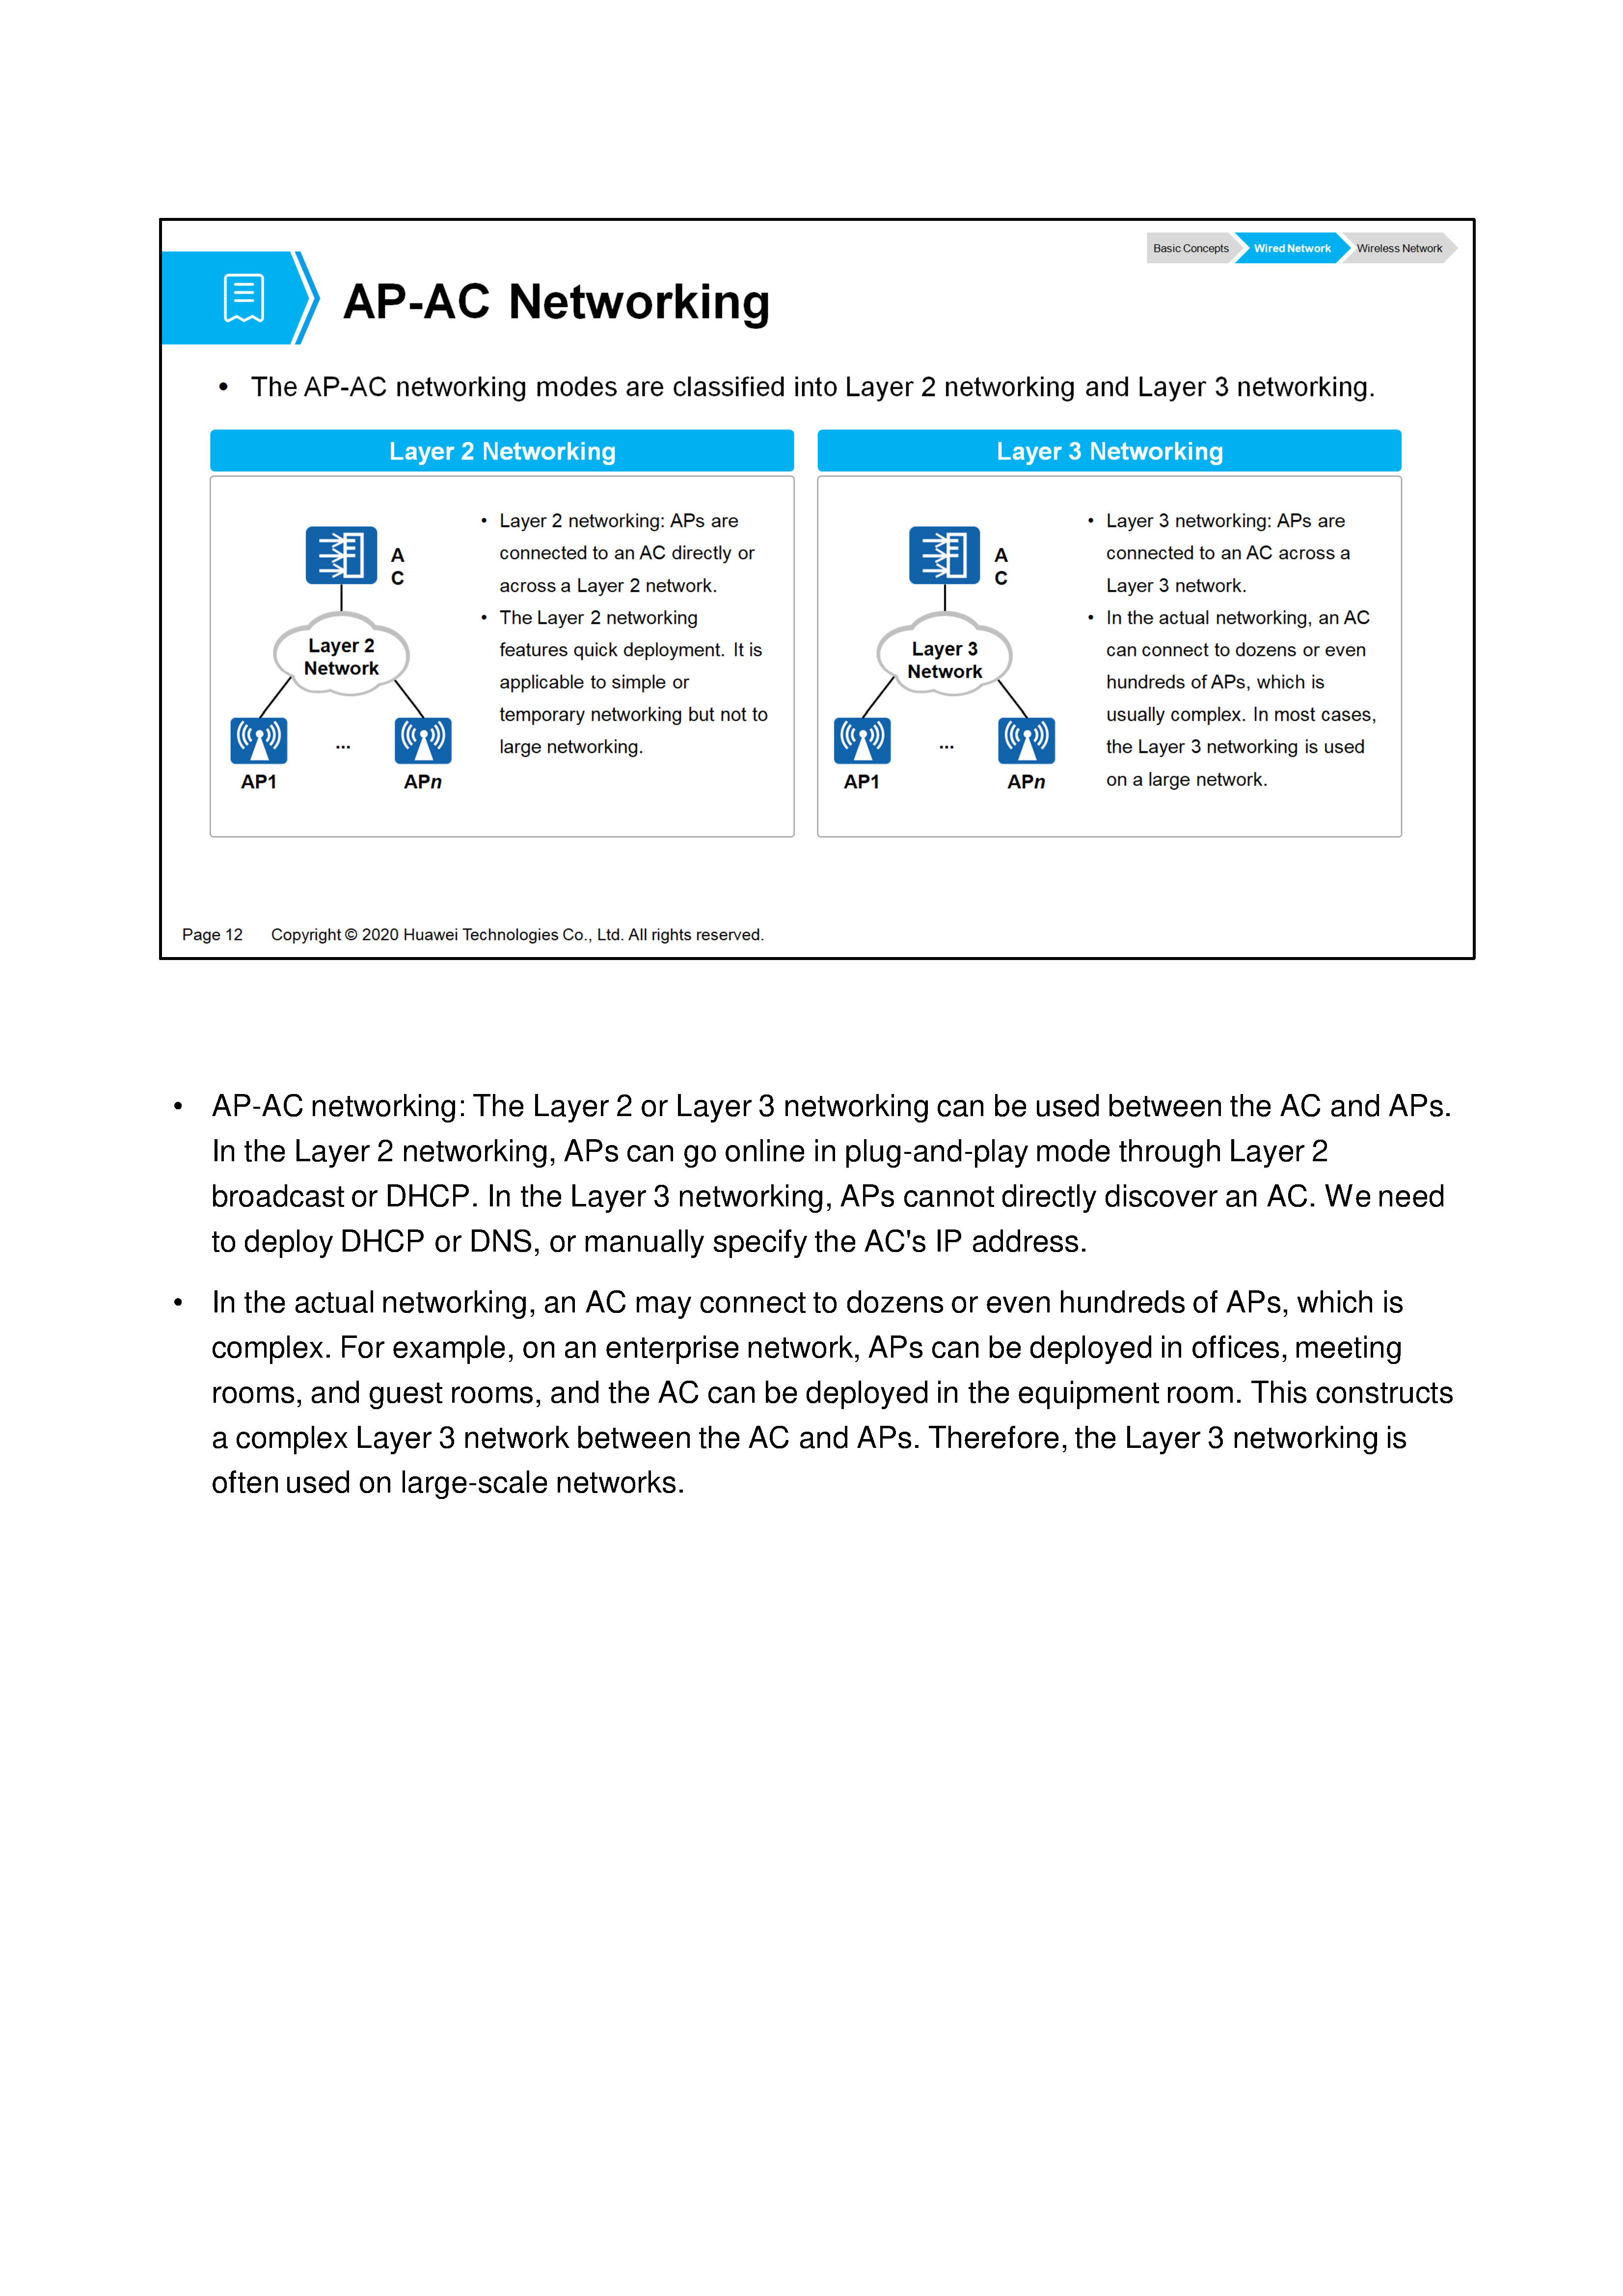 Basic Concepts Wired Network Wireless Network
AP-AC Networking
• The AP-AC networking modes are classified into Layer 2 networking and Layer 3 networking.
Layer 2 Networking
A
C
Layer 2
Network
...
AP1
APn
• Layer 2 networking: APs are
connected to an AC directly or
across a Layer 2 network.
• The Layer 2 networking
features quick deployment. It is
applicable to simple or
temporary networking but not to
large networking.
Layer 3 Networking
A
C
Layer 3
Network
...
AP1
APn
• Layer 3 networking: APs are
connected to an AC across a
Layer 3 network.
• In the actual networking, an AC
can connect to dozens or even
hundreds of APs, which is
usually complex. In most cases,
the Layer 3 networking is used
on a large network.
Page 12 Copyright © 2020 Huawei Technologies Co., Ltd. All rights reserved.
• AP-AC networking: The Layer 2 or Layer 3 networking can be used between the AC and APs.
In the Layer 2 networking, APs can go online in plug-and-play mode through Layer 2
broadcast or DHCP. In the Layer 3 networking, APs cannot directly discover an AC. We need
to deploy DHCP or DNS, or manually specify the AC's IP address.
• In the actual networking, an AC may connect to dozens or even hundreds of APs, which is
complex. For example, on an enterprise network, APs can be deployed in offices, meeting
rooms, and guest rooms, and the AC can be deployed in the equipment room. This constructs
a complex Layer 3 network between the AC and APs. Therefore, the Layer 3 networking is
often used on large-scale networks.